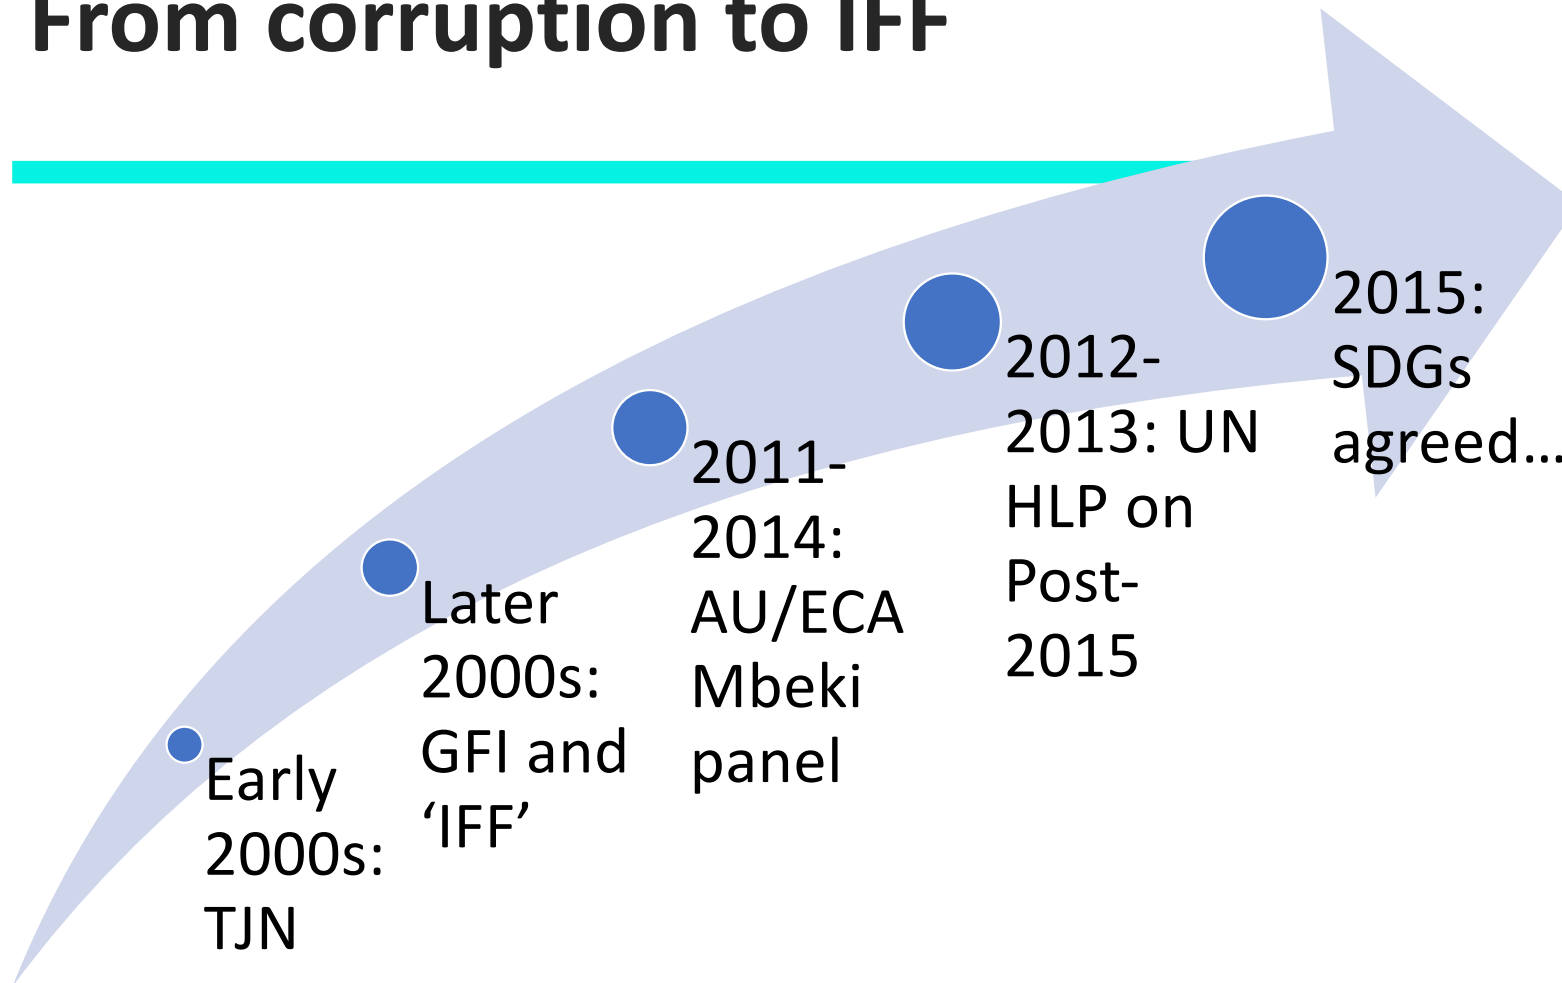 From corruption to IFF
Early
2000s:
TJN
Later
2000s:
GFI and
‘IFF’
2011-
2014:
AU/ECA
Mbeki
panel
2012-
2013: UN
HLP on
Post-
2015
2015:
SDGs
agreed…